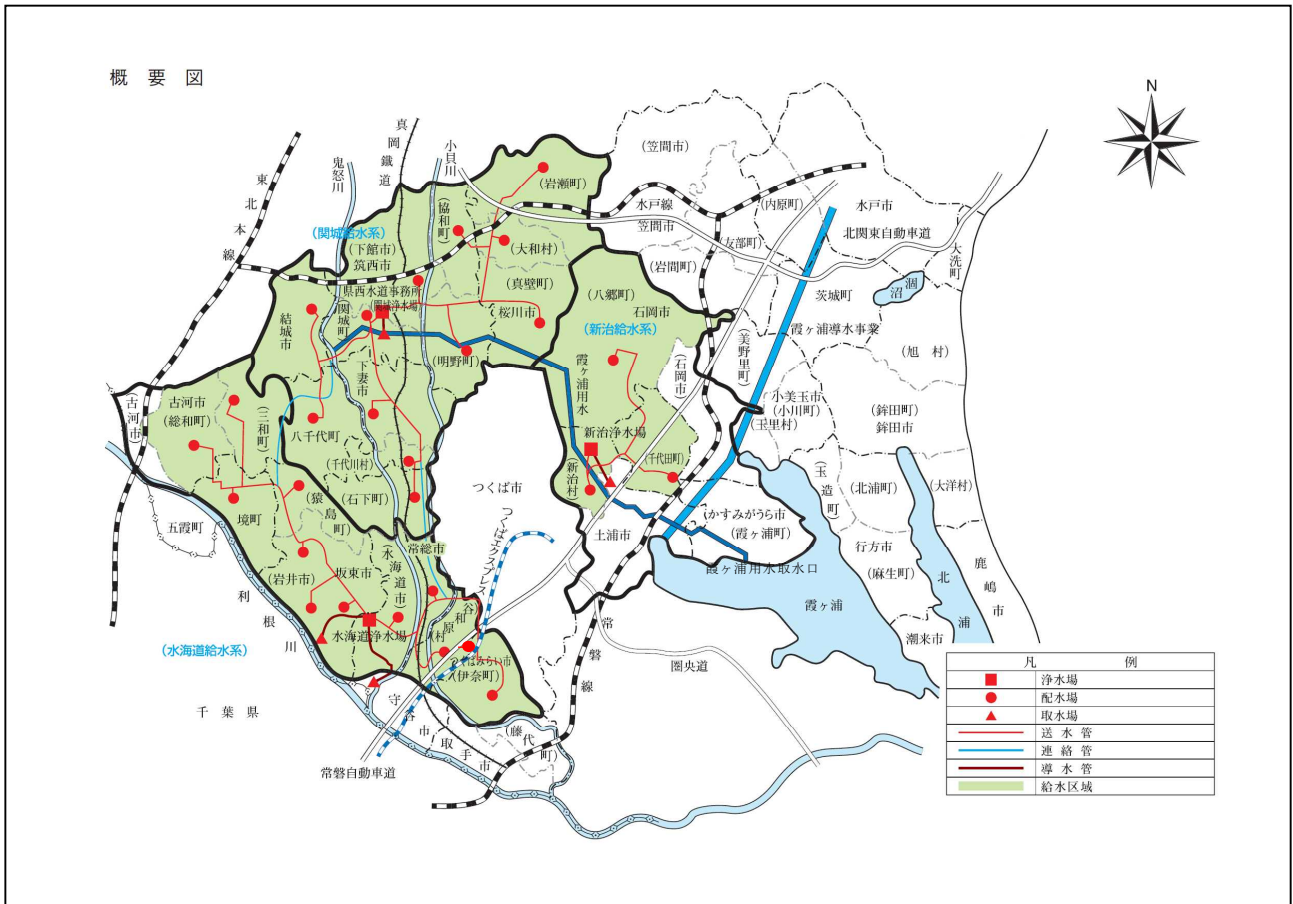 概要図
N
東北本線
鬼怒川
真岡鐵道
小貝川
(笠間市)
(岩瀬町)
(協和町)
水戸線
笠間市
(内原町)
水戸市
北関東自動車道
大洗町
(関城給水系)
(下館市)
筑西市
(大和村)
(友部町)
(岩間町)
涸沼
茨城町
県西水道事務所
(関城浄水場)
(関城町)
(真壁町)
桜川市
(八郷町)
石岡市
(新治給水系)
霞ヶ浦導水事業
(美野里町)
(旭村)
結城市
下妻市
(明野町)
霞ヶ浦用水
(石岡市)
小美玉市
(小川町)
(玉里村)
(鉾田町)
鉾田市
(古河市)
古河市
(総和町)
(三和町)
八千代町
(千代川村)
(石下町)
新治浄水場
(新治村)
(千代田町)
(玉造町)
(北浦町)
(大洋村)
つくば市
五霞町
境町
(猿島町)
常総市
つくばエクスプレス
土浦市
かすみがうら市
(霞ヶ浦町)
行方市
(麻生町)
霞ヶ浦用水取水口
霞ヶ浦
北浦
鹿嶋市
潮来市
(岩井市)
坂東市
(水海道市)
利根川
水海道浄水場
(水海道給水系)
谷和原村
つくばみらい市
(伊奈町)
常磐線
圏央道
千葉県
守谷市
取手市
(藤代町)
常磐自動車道
凡例
浄水場
配水場
取水場
送水管
連絡管
導水管
給水区域